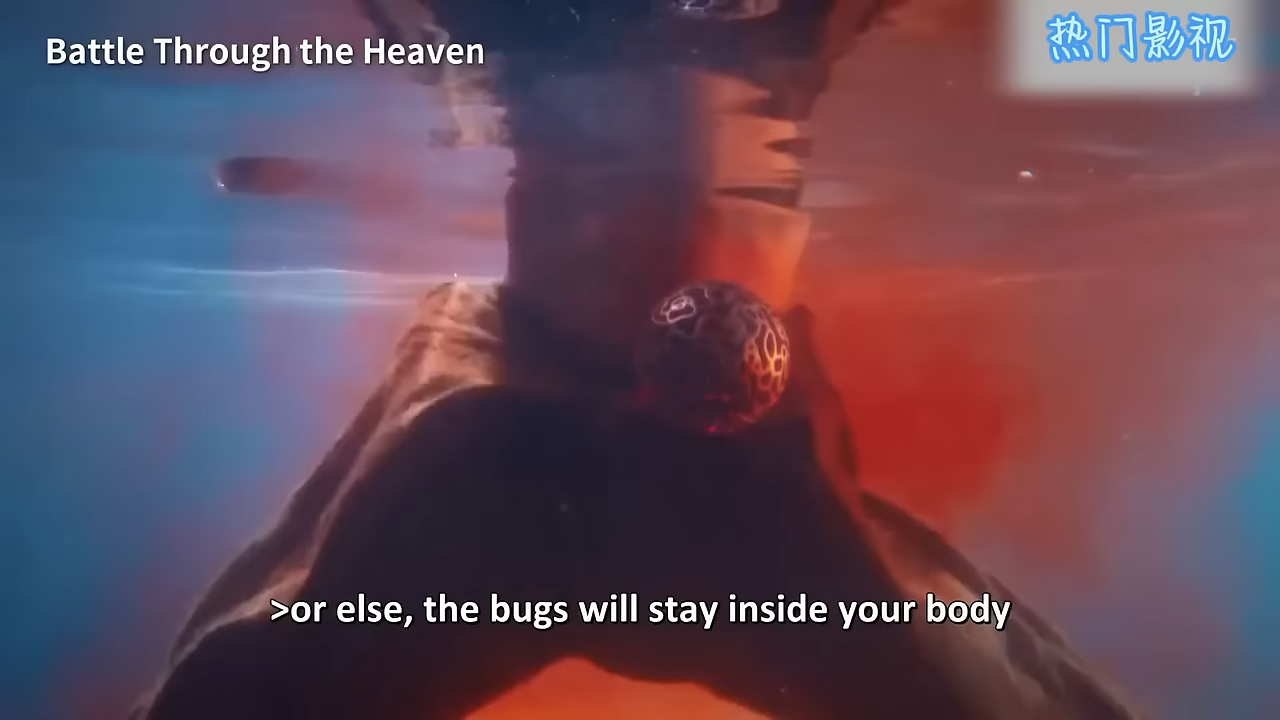 Battle Through the Heaven
热门影视
>or else, the bugs will stay inside your body